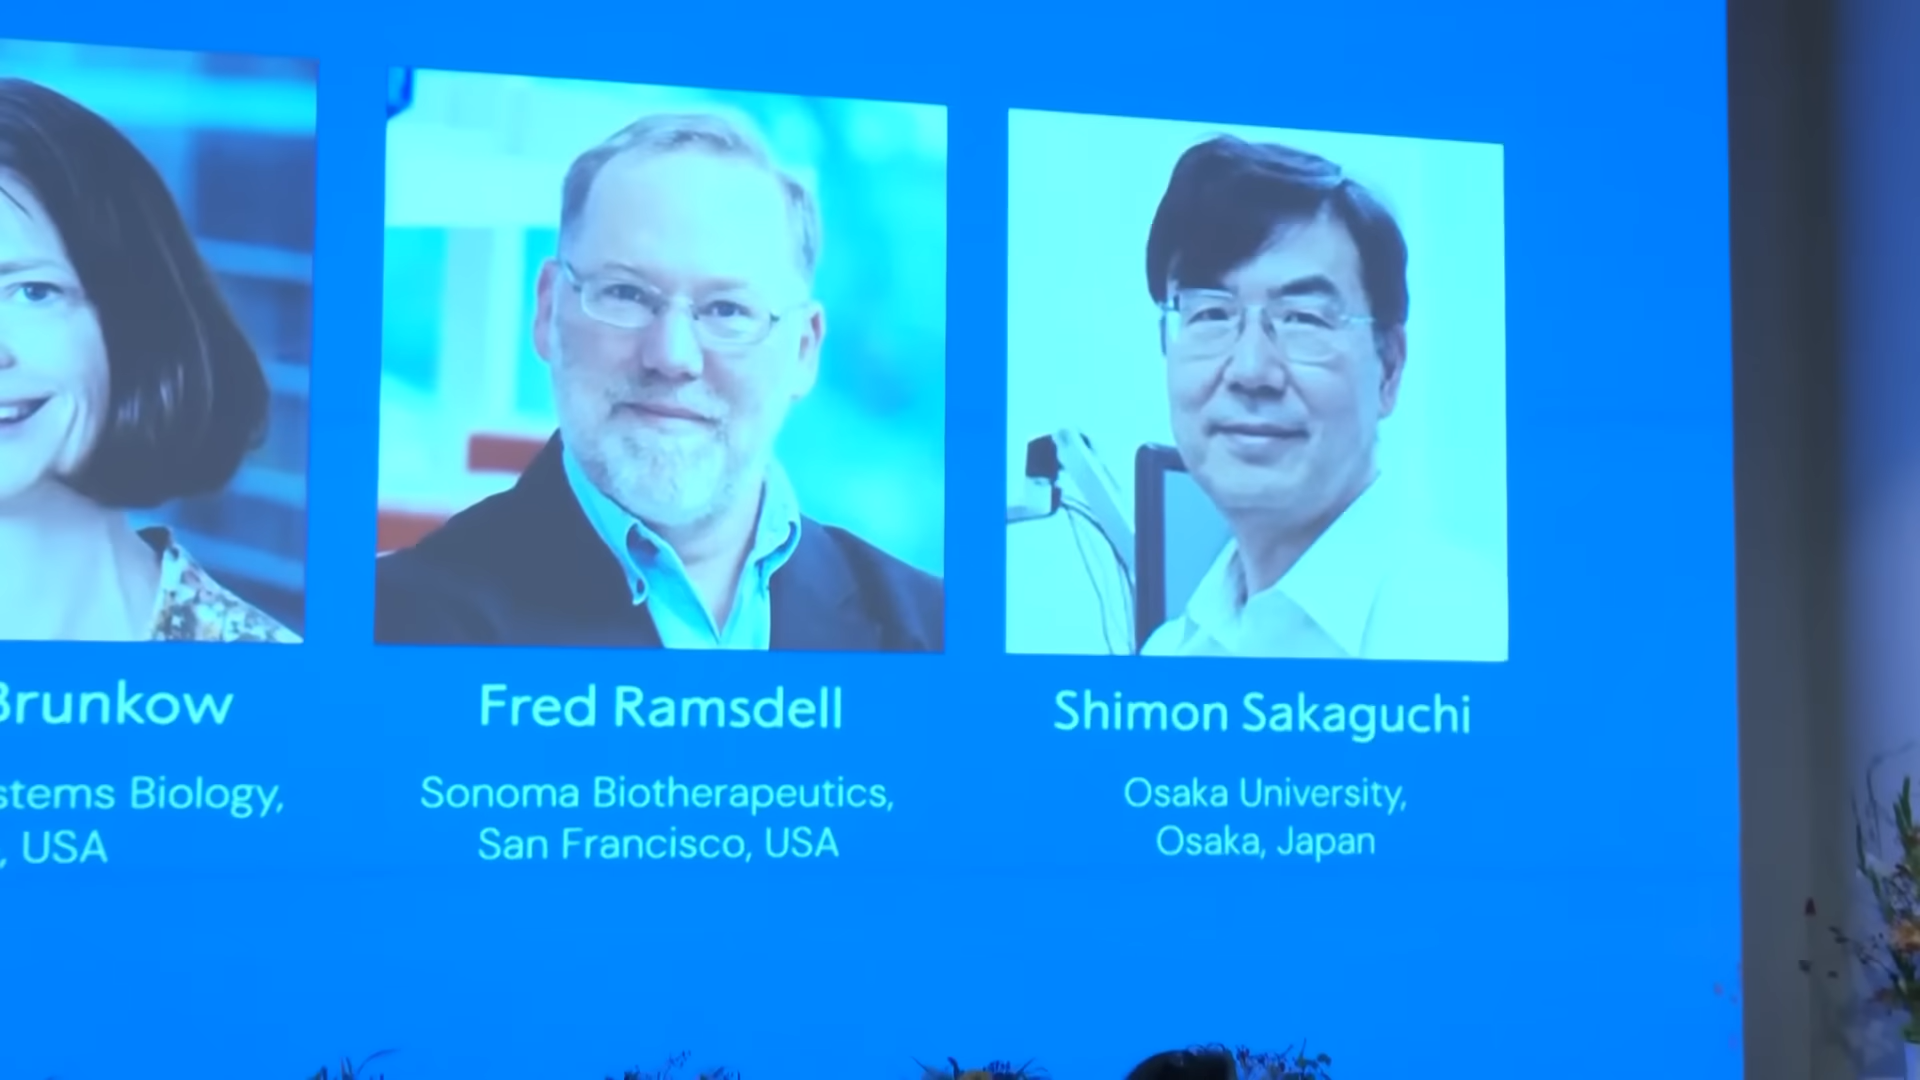 Brunkow
stems Biology,
, USA
Fred Ramsdell
Sonoma Biotherapeutics,
San Francisco, USA
Shimon Sakaguchi
Osaka University,
Osaka, Japan